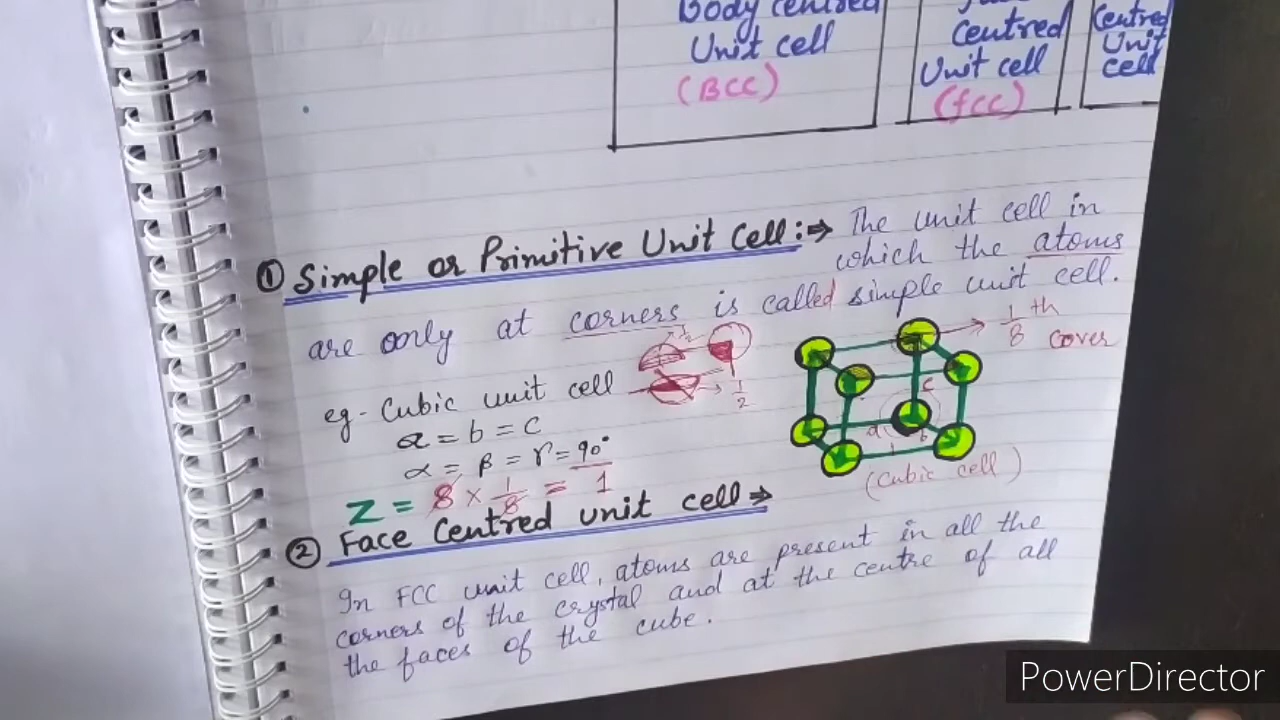 Body centred
Unit cell
(BCC)
Centred
Unit cell
(fcc)
Centred
Unit
cell
① Simple or Primitive Unit Cell:⇒ The unit cell in
which the atoms
are only at corners is called simple unit cell.
eg- Cubic unit cell
a = b = c
α = β = γ = 90°
Z = 8 × 1/8 = 1
1/2
1/2
1/8 th
cover
c
a
b
(Cubic cell)
② Face Centred unit cell ⇒
In FCC unit cell, atoms are present in all the
corners of the crystal and at the centre of all
the faces of the cube.
PowerDirector